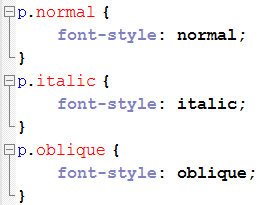 p.normal {
    font-style: normal;
}
p.italic {
    font-style: italic;
}
p.oblique {
    font-style: oblique;
}